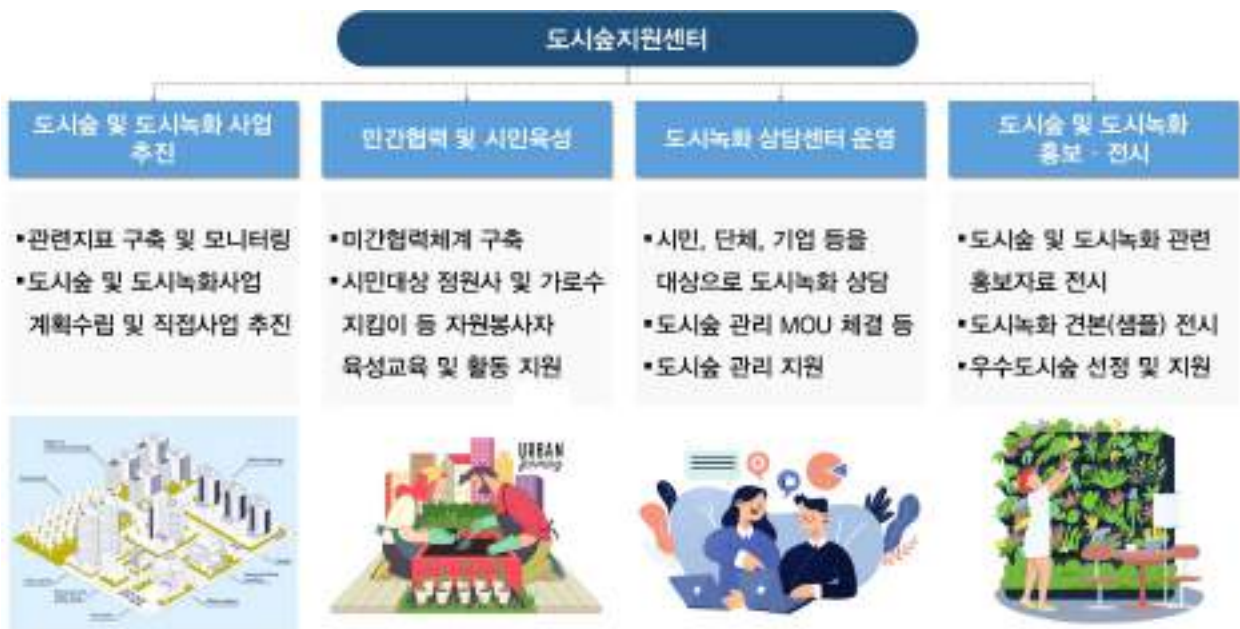 도시숲지원센터
도시숲 및 도시녹화 사업
추진
민간협력 및 시민육성
도시녹화 상담센터 운영
도시숲 및 도시녹화
홍보 · 전시
▪관련지표 구축 및 모니터링
▪도시숲 및 도시녹화사업
계획수립 및 직접사업 추진
▪미간협력체계 구축
▪시민대상 정원사 및 가로수
지킴이 등 자원봉사자
육성교육 및 활동 지원
▪시민, 단체, 기업 등을
대상으로 도시녹화 상담
▪도시숲 관리 MOU 체결 등
▪도시숲 관리 지원
▪도시숲 및 도시녹화 관련
홍보자료 전시
▪도시녹화 견본(샘플) 전시
▪우수도시숲 선정 및 지원
URBAN